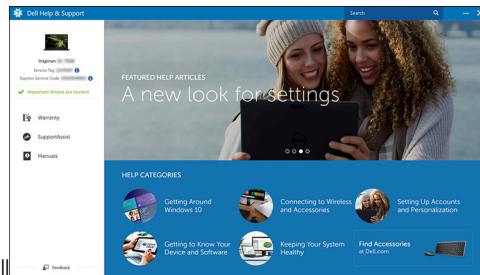 Dell Help & Support
Search
Inspiron
Service Tag
Express Service Code
Important drivers are current
Warranty
SupportAssist
Manuals
Feedback
FEATURED HELP ARTICLES
A new look for settings
HELP CATEGORIES
Getting Around
Windows 10
Connecting to Wireless
and Accessories
Setting Up Accounts
and Personalization
Getting to Know Your
Device and Software
Keeping Your System
Healthy
Find Accessories
at Dell.com